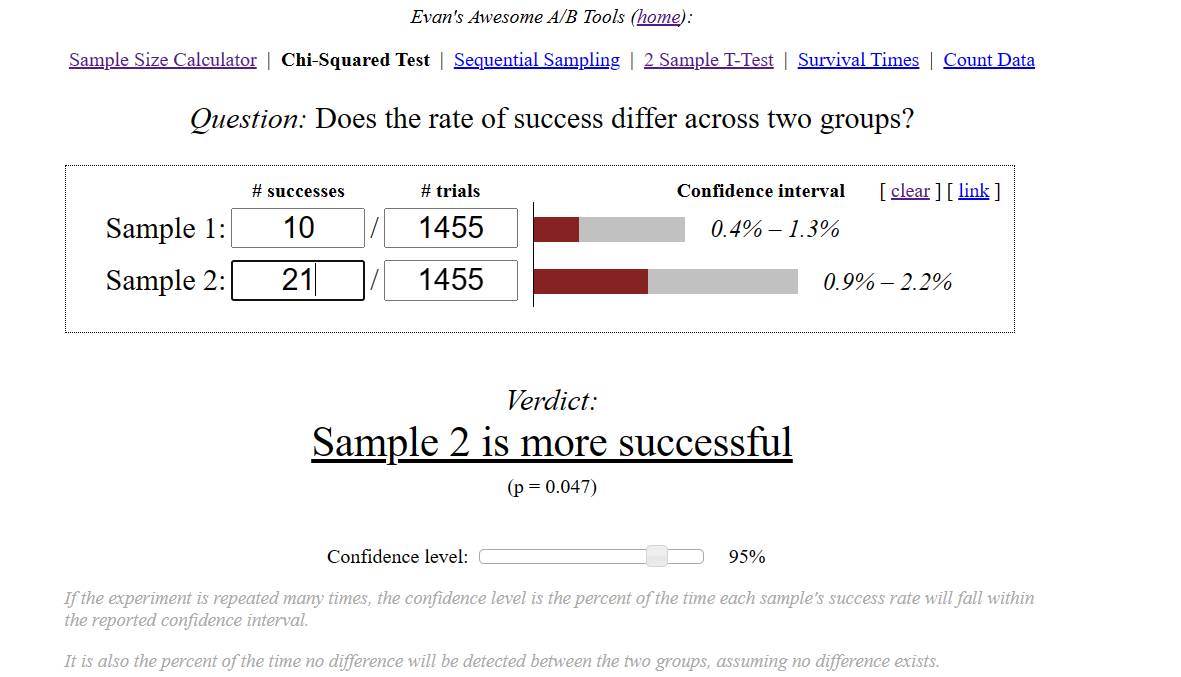 Evan's Awesome A/B Tools (home):
Sample Size Calculator | Chi-Squared Test | Sequential Sampling | 2 Sample T-Test | Survival Times | Count Data
Question: Does the rate of success differ across two groups?
# successes # trials Confidence interval [ clear ] [ link ]
Sample 1: 10 / 1455 0.4% – 1.3%
Sample 2: 21 / 1455 0.9% – 2.2%
Verdict:
Sample 2 is more successful
(p = 0.047)
Confidence level: 95%
If the experiment is repeated many times, the confidence level is the percent of the time each sample's success rate will fall within
the reported confidence interval.
It is also the percent of the time no difference will be detected between the two groups, assuming no difference exists.